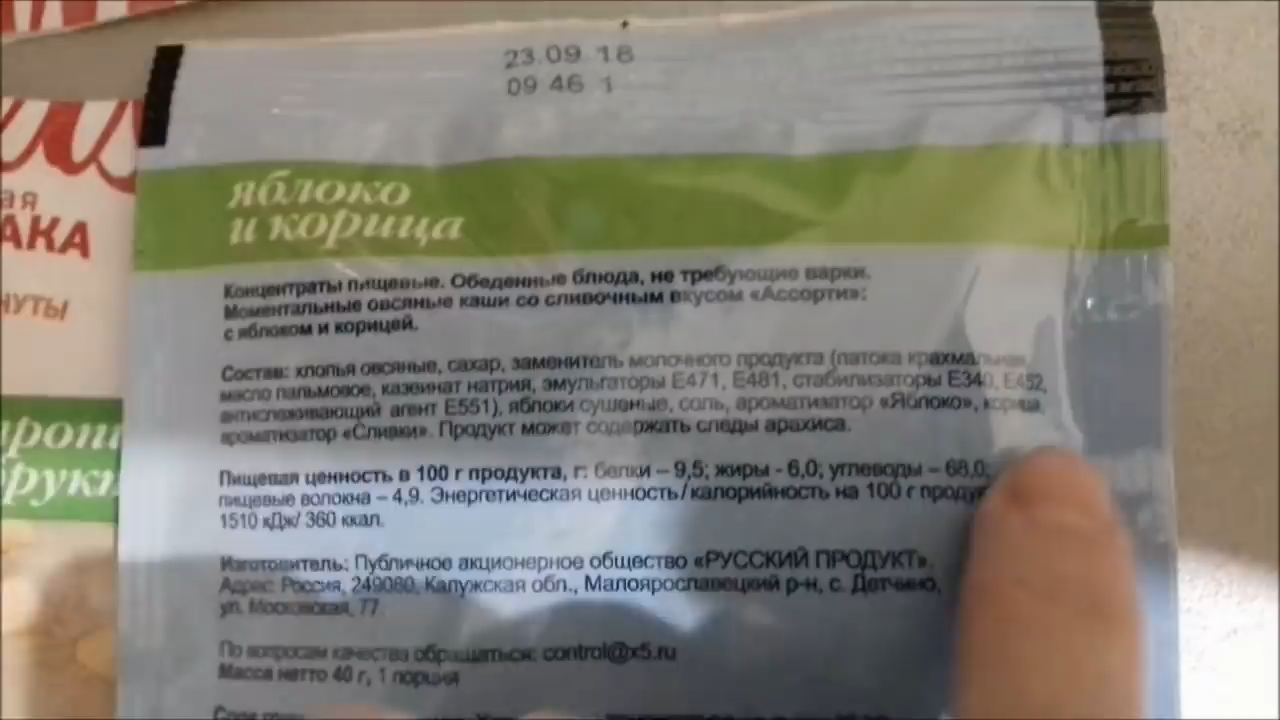 23.09 18
09 46 1
яблоко
и корица
ая
АКА
НУТЫ
Концентраты пищевые. Обеденные блюда, не требующие варки.
Моментальные овсяные каши со сливочным вкусом «Ассорти»:
с яблоком и корицей.
Состав: хлопья овсяные, сахар, заменитель молочного продукта (патока крахмальная,
масло пальмовое, казеинат натрия, эмульгаторы Е471, Е481, стабилизаторы Е340, Е452,
антислеживающий агент Е551), яблоки сушеные, соль, ароматизатор «Яблоко», корица,
ароматизатор «Сливки». Продукт может содержать следы арахиса.
Пищевая ценность в 100 г продукта, г: белки – 9,5; жиры - 6,0; углеводы – 68,0;
пищевые волокна – 4,9. Энергетическая ценность/калорийность на 100 г проду
1510 кДж/ 360 ккал.
Изготовитель: Публичное акционерное общество «РУССКИЙ ПРОДУКТ».
Адрес: Россия, 249080, Калужская обл., Малоярославецкий р-н, с. Детчино,
ул. Московская, 77
По вопросам качества обращаться: control@x5.ru
Масса нетто 40 г, 1 порция